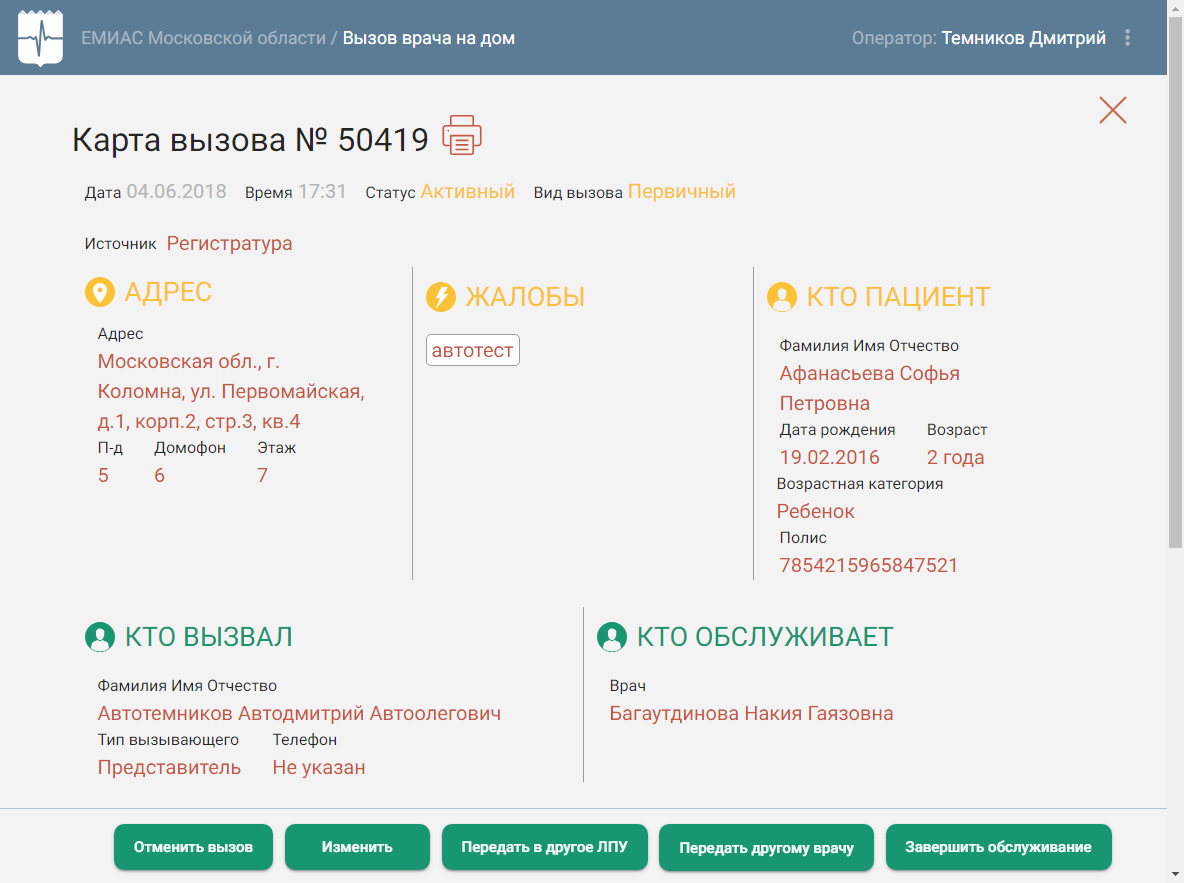 ЕМИАС Московской области / Вызов врача на дом
Оператор: Темников Дмитрий
Карта вызова № 50419
Дата 04.06.2018 Время 17:31 Статус Активный Вид вызова Первичный
Источник Регистратура
АДРЕС
Адрес
Московская обл., г.
Коломна, ул. Первомайская,
д.1, корп.2, стр.3, кв.4
П-д Домофон Этаж
5 6 7
ЖАЛОБЫ
автотест
КТО ПАЦИЕНТ
Фамилия Имя Отчество
Афанасьева Софья
Петровна
Дата рождения Возраст
19.02.2016 2 года
Возрастная категория
Ребенок
Полис
7854215965847521
КТО ВЫЗВАЛ
Фамилия Имя Отчество
Автотемников Автодмитрий Автоолегович
Тип вызывающего Телефон
Представитель Не указан
КТО ОБСЛУЖИВАЕТ
Врач
Багаутдинова Накия Гаязовна
Отменить вызов
Изменить
Передать в другое ЛПУ
Передать другому врачу
Завершить обслуживание